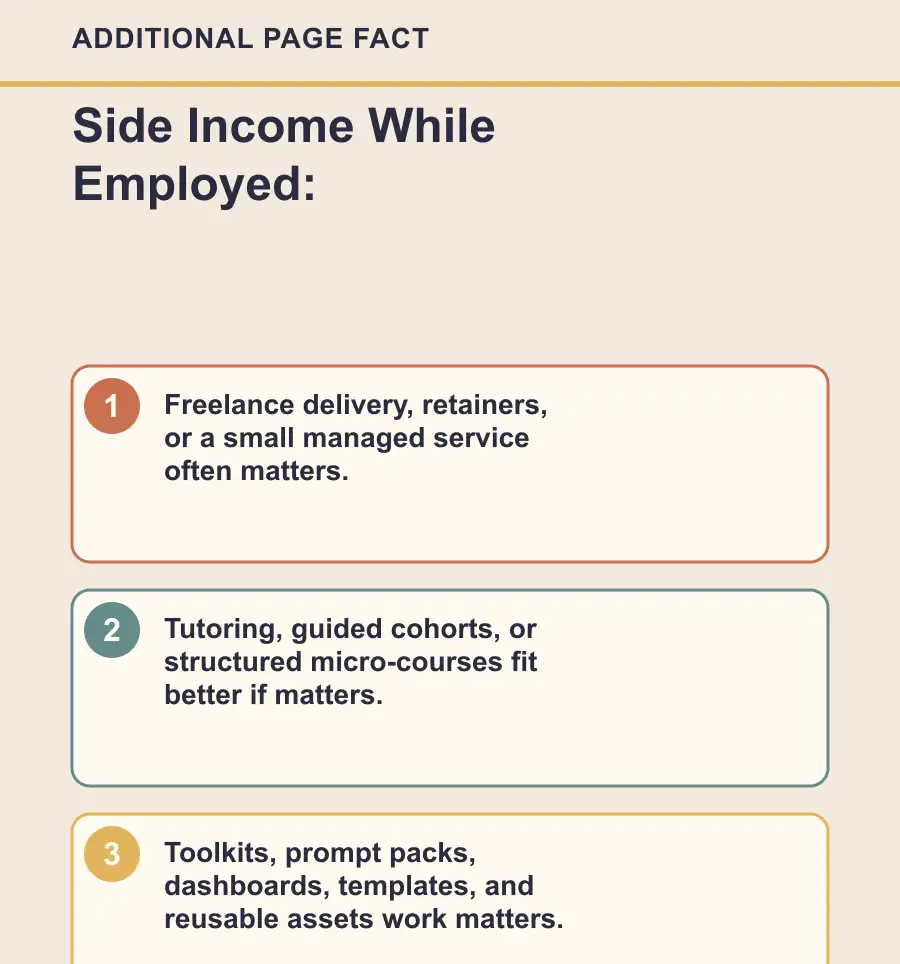 ADDITIONAL PAGE FACT
Side Income While
Employed:
1
Freelance delivery, retainers,
or a small managed service
often matters.
2
Tutoring, guided cohorts, or
structured micro-courses fit
better if matters.
3
Toolkits, prompt packs,
dashboards, templates, and
reusable assets work matters.